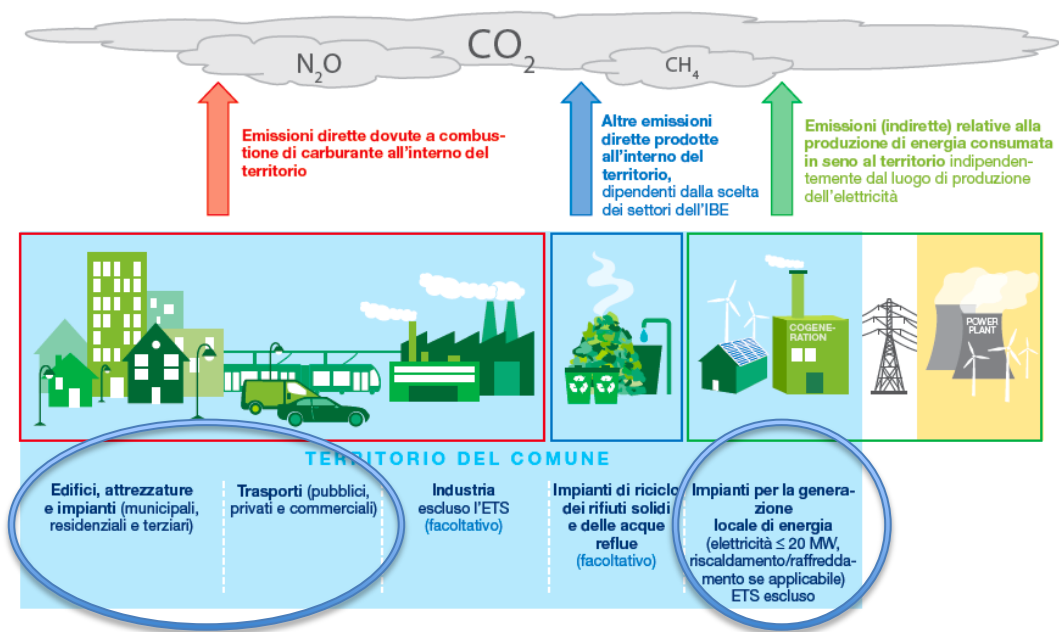 CO2
N2O
CH4
Emissioni dirette dovute a combus-
tione di carburante all'interno del
territorio
Altre emissioni
dirette prodotte
all'interno del
territorio,
dipendenti dalla scelta
dei settori dell'IBE
Emissioni (indirette) relative alla
produzione di energia consumata
in seno al territorio indipenden-
temente dal luogo di produzione
dell'elettricità
COGENE-
RATION
POWER
PLANT
TERRITORIO DEL COMUNE
Edifici, attrezzature
e impianti (municipali,
residenziali e terziari)
Trasporti (pubblici,
privati e commerciali)
Industria
escluso l'ETS
(facoltativo)
Impianti di riciclo
dei rifiuti solidi
e delle acque
reflue
(facoltativo)
Impianti per la genera-
zione
locale di energia
(elettricità ≤ 20 MW,
riscaldamento/raffredda-
mento se applicabile)
ETS escluso